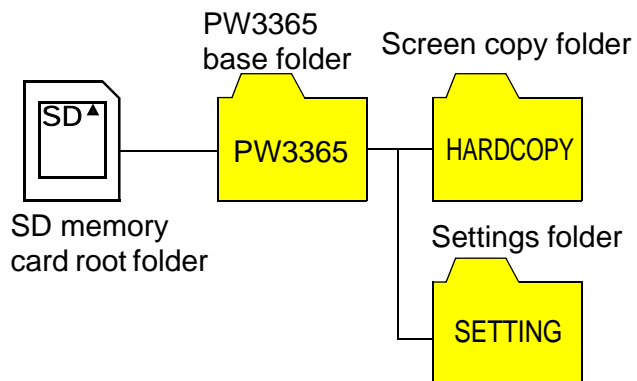 PW3365
base folder
Screen copy folder
SD
PW3365
HARDCOPY
SD memory
card root folder
Settings folder
SETTING